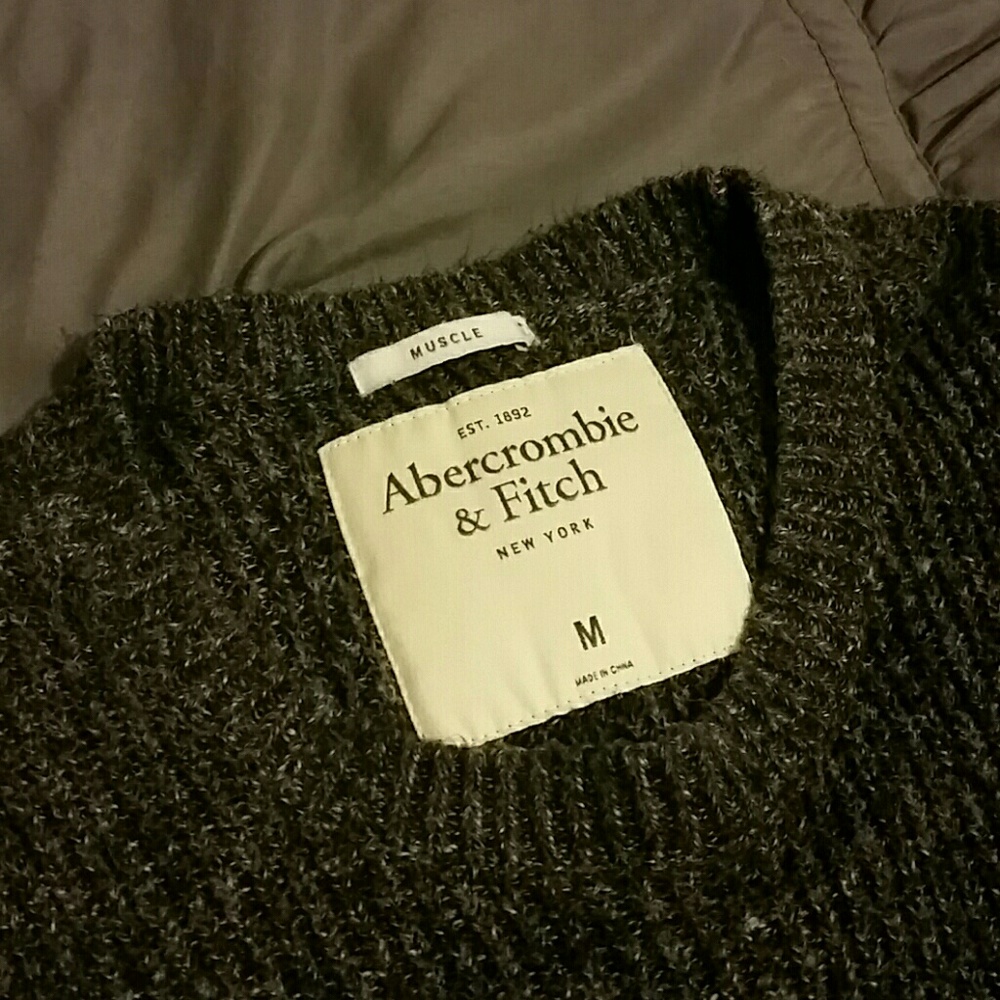 MUSCLE
EST. 1892
Abercrombie
& Fitch
NEW YORK
M
MADE IN CHINA